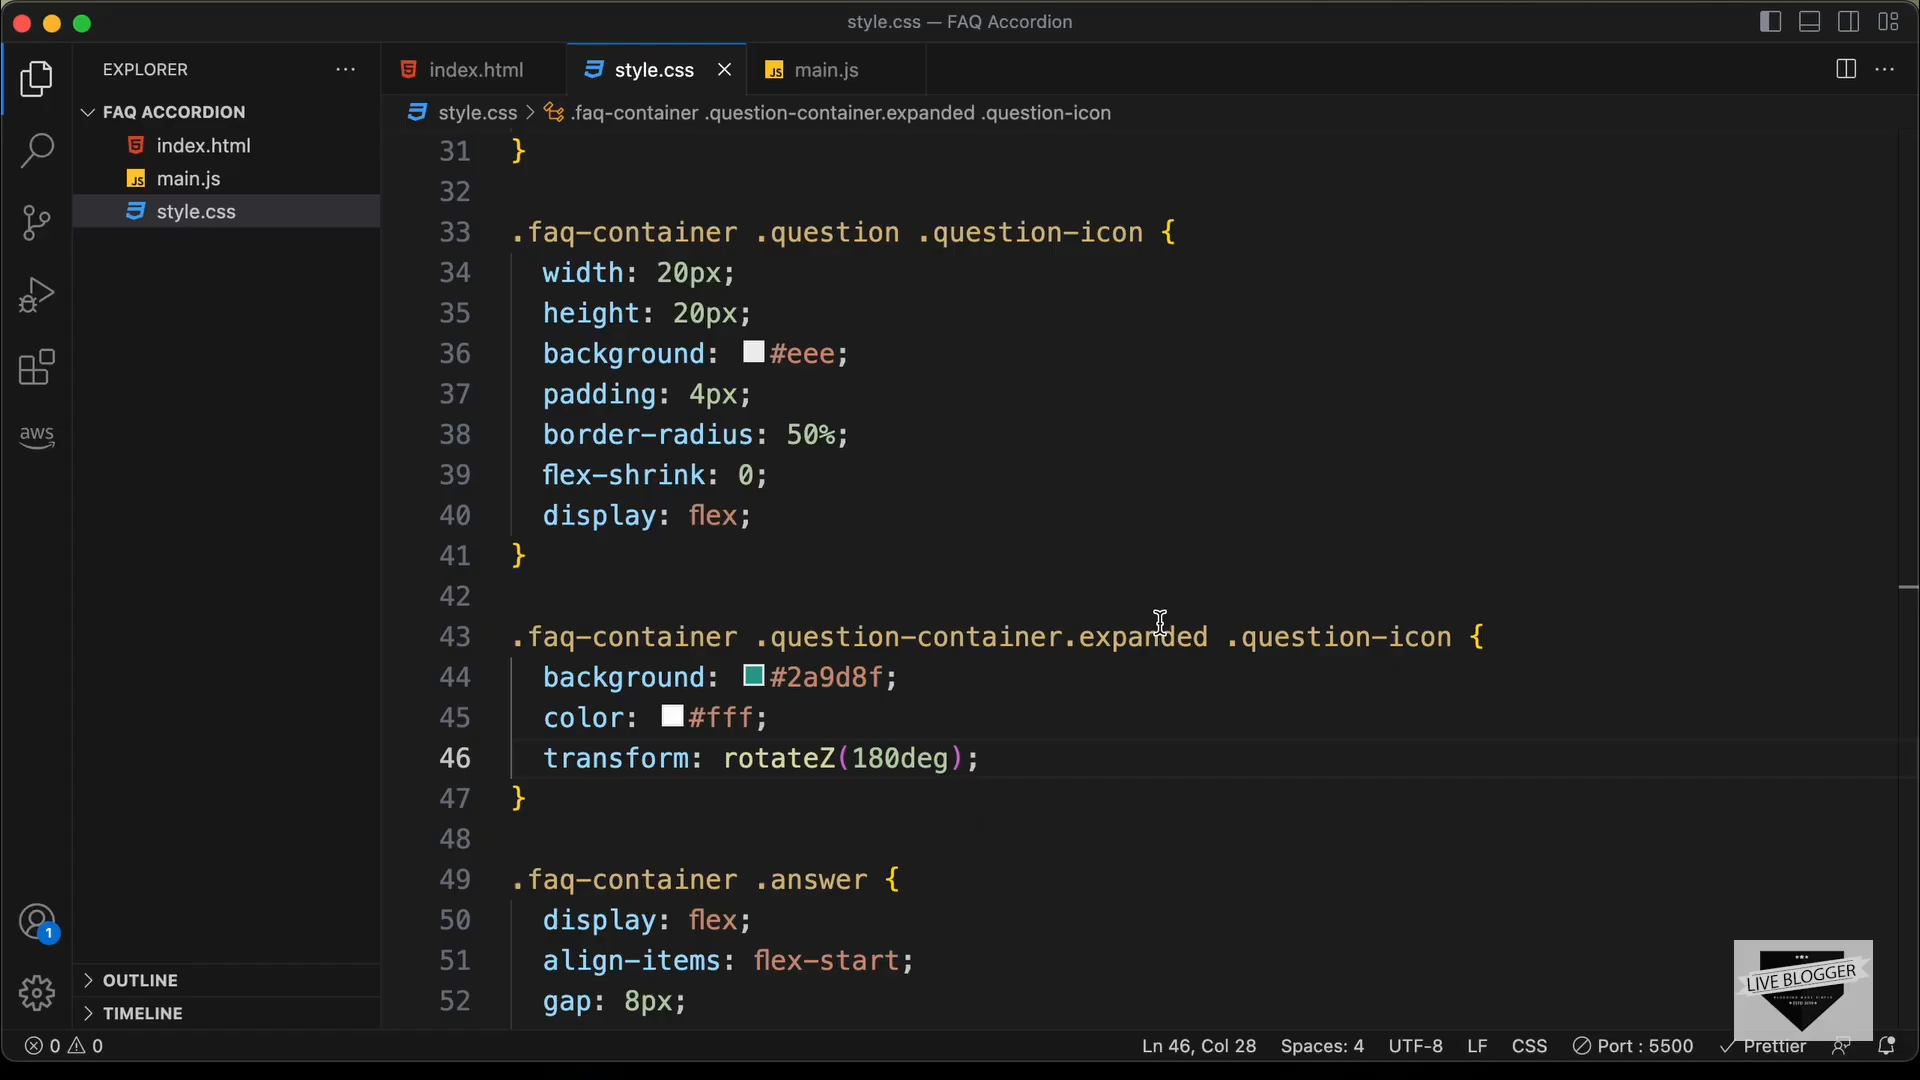 style.css — FAQ Accordion
EXPLORER
index.html
style.css
main.js
FAQ ACCORDION
index.html
main.js
style.css
style.css > .faq-container .question-container.expanded .question-icon
31 }
32
33 .faq-container .question .question-icon {
34 width: 20px;
35 height: 20px;
36 background: #eee;
37 padding: 4px;
38 border-radius: 50%;
39 flex-shrink: 0;
40 display: flex;
41 }
42
43 .faq-container .question-container.expanded .question-icon {
44 background: #2a9d8f;
45 color: #fff;
46 transform: rotateZ(180deg);
47 }
48
49 .faq-container .answer {
50 display: flex;
51 align-items: flex-start;
52 gap: 8px;
aws
1
OUTLINE
TIMELINE
LIVE BLOGGER
0 0
Ln 46, Col 28
Spaces: 4
UTF-8
LF
CSS
Port : 5500
Prettier